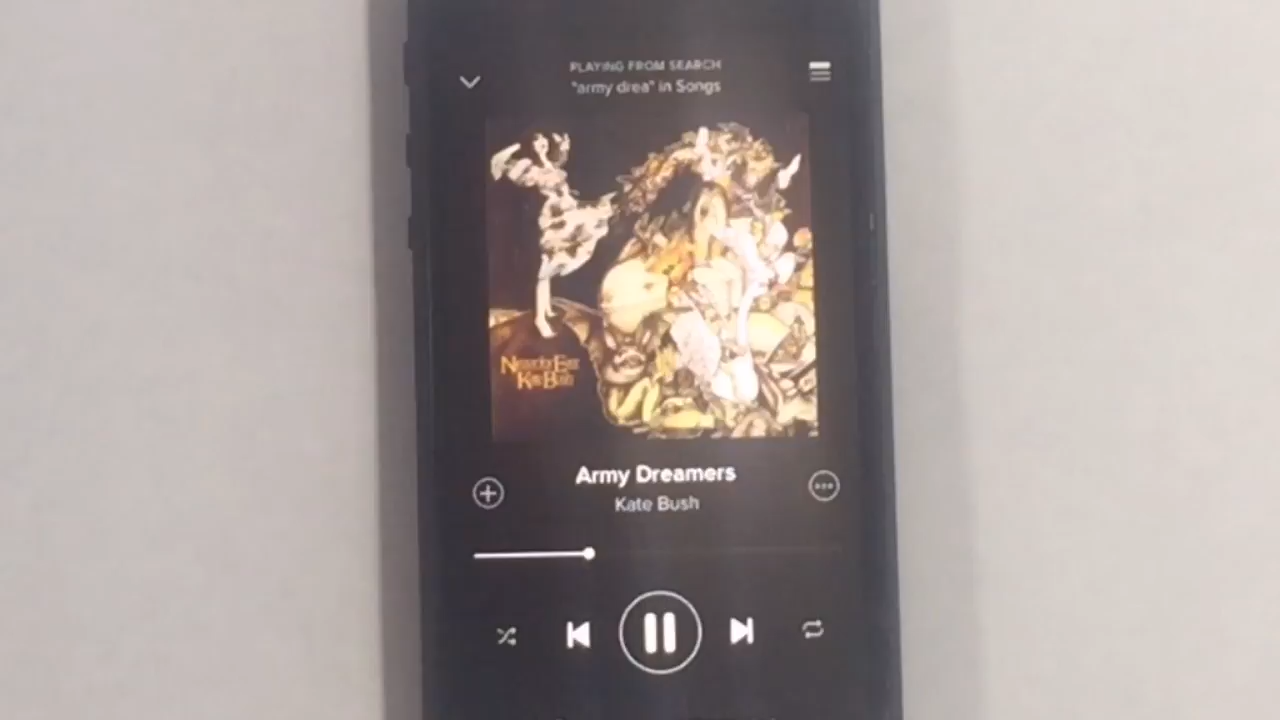 PLAYING FROM SEARCH
"army drea" in Songs
Never for Ever
Kate Bush
Army Dreamers
Kate Bush